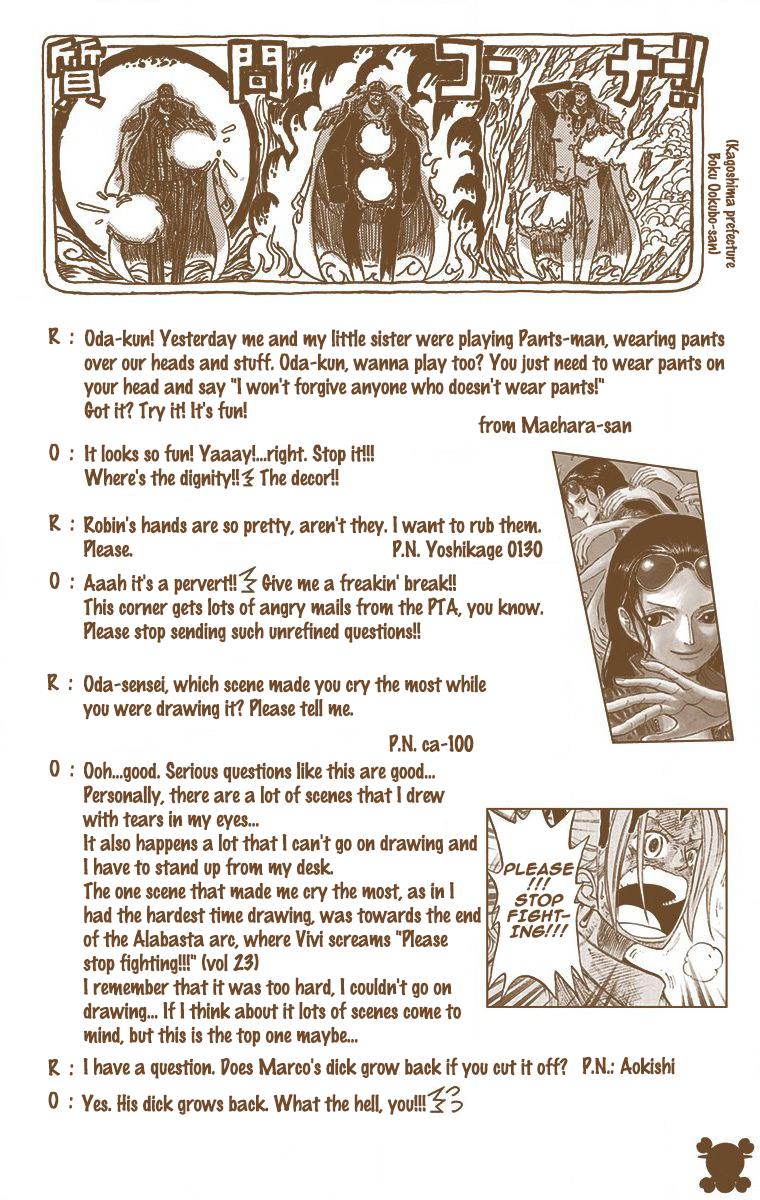 質問コーナー!!
(Kagoshima prefecture
Boku Ookubo-san)
R : Oda-kun! Yesterday me and my little sister were playing Pants-man, wearing pants
over our heads and stuff. Oda-kun, wanna play too? You just need to wear pants on
your head and say "I won't forgive anyone who doesn't wear pants!"
Got it? Try it! It's fun!
from Maehara-san
O : It looks so fun! Yaaay!...right. Stop it!!!
Where's the dignity!! The decor!!
R : Robin's hands are so pretty, aren't they. I want to rub them.
Please. P.N. Yoshikage 0130
O : Aaah it's a pervert!! Give me a freakin' break!!
This corner gets lots of angry mails from the PTA, you know.
Please stop sending such unrefined questions!!
R : Oda-sensei, which scene made you cry the most while
you were drawing it? Please tell me.
P.N. ca-100
O : Ooh...good. Serious questions like this are good...
Personally, there are a lot of scenes that I drew
with tears in my eyes...
It also happens a lot that I can't go on drawing and
I have to stand up from my desk.
The one scene that made me cry the most, as in I
had the hardest time drawing, was towards the end
of the Alabasta arc, where Vivi screams "Please
stop fighting!!!" (vol 23)
I remember that it was too hard, I couldn't go on
drawing... If I think about it lots of scenes come to
mind, but this is the top one maybe...
PLEASE
!!!
STOP
FIGHT-
ING!!!
R : I have a question. Does Marco's dick grow back if you cut it off? P.N.: Aokishi
O : Yes. His dick grows back. What the hell, you!!!